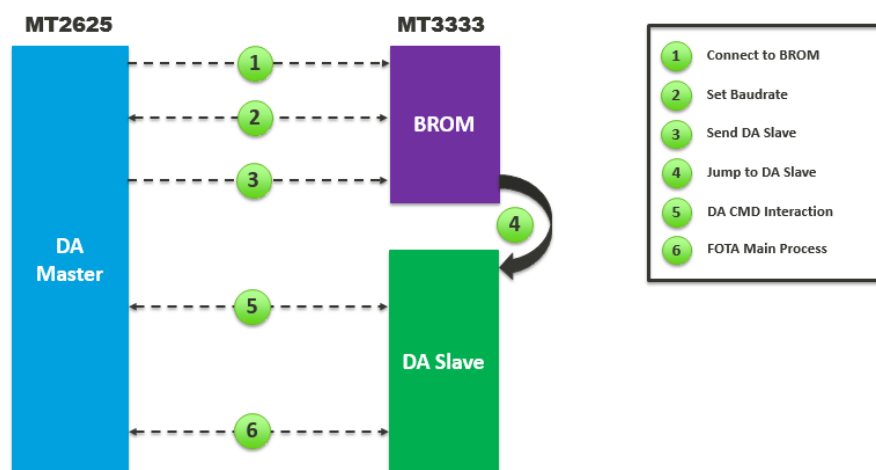 MT2625
MT3333
DA
Master
BROM
DA Slave
1
2
3
4
5
6
1 Connect to BROM
2 Set Baudrate
3 Send DA Slave
4 Jump to DA Slave
5 DA CMD Interaction
6 FOTA Main Process